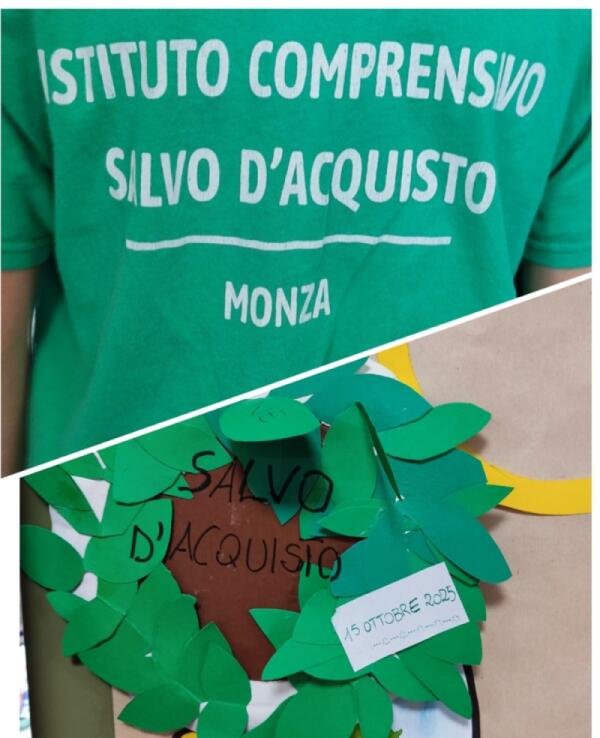 ISTITUTO COMPRENSIVO
SALVO D'ACQUISTO
MONZA
SALVO
D'ACQUISTO
15 OTTOBRE 2025